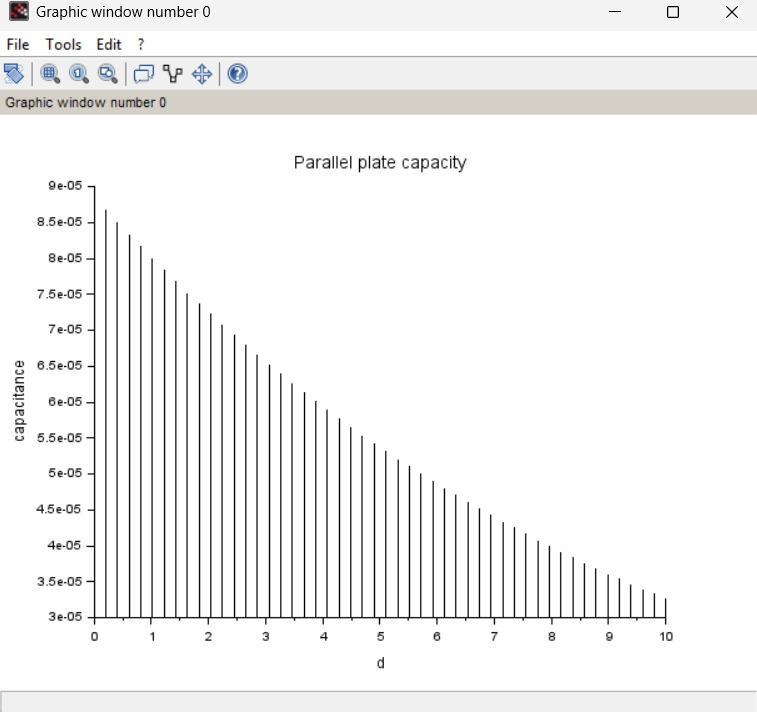 Graphic window number 0
File Tools Edit ?
Graphic window number 0
Parallel plate capacity
9e-05
8.5e-05
8e-05
7.5e-05
7e-05
6.5e-05
6e-05
5.5e-05
5e-05
4.5e-05
4e-05
3.5e-05
3e-05
capacitance
0 1 2 3 4 5 6 7 8 9 10
d